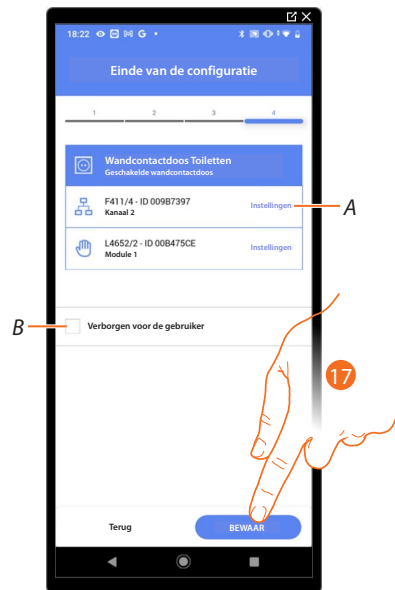 18:22
Einde van de configuratie
1 2 3 4
Wandcontactdoos Toiletten
Geschakelde wandcontactdoos
F411/4 - ID 009B7397
Kanaal 2
Instellingen
A
L4652/2 - ID 00B475CE
Module 1
Instellingen
B
Verborgen voor de gebruiker
17
Terug
BEWAAR